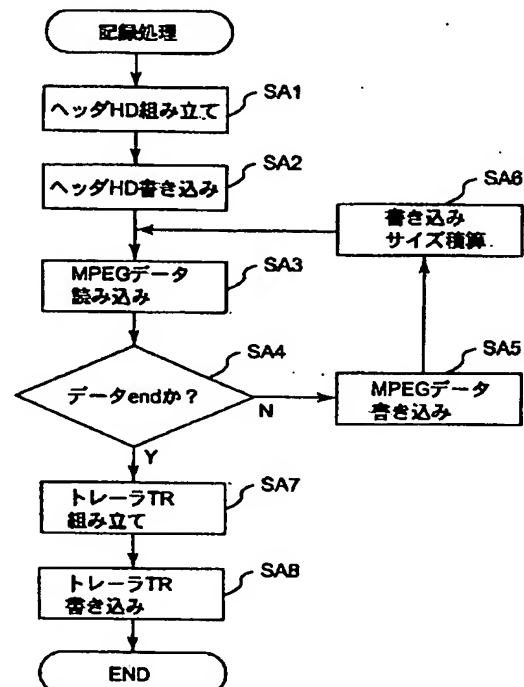 記録処理
SA1
ヘッダHD組み立て
SA2
ヘッダHD書き込み
SA6
書き込み
サイズ積算
SA3
MPEGデータ
読み込み
SA4
データendか？
N
SA5
MPEGデータ
書き込み
Y
SA7
トレーラTR
組み立て
SA8
トレーラTR
書き込み
END